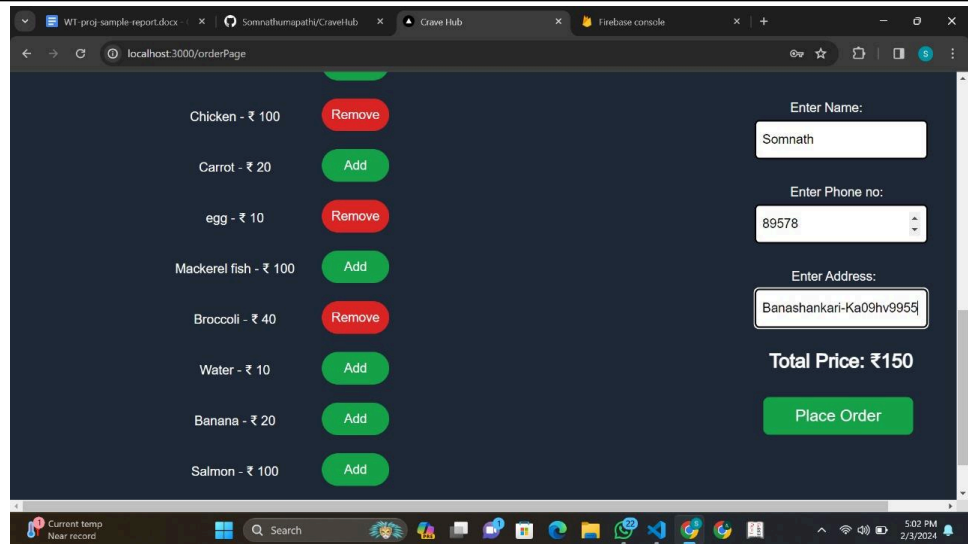 WT-proj-sample-report.docx -
Somnathumapathi/CraveHub
Crave Hub
Firebase console
localhost:3000/orderPage
S
Chicken - ₹ 100 Remove
Carrot - ₹ 20 Add
egg - ₹ 10 Remove
Mackerel fish - ₹ 100 Add
Broccoli - ₹ 40 Remove
Water - ₹ 10 Add
Banana - ₹ 20 Add
Salmon - ₹ 100 Add
Enter Name:
Somnath
Enter Phone no:
89578
Enter Address:
Banashankari-Ka09hv9955
Total Price: ₹150
Place Order
1
Current temp
Near record
Search
22
5:02 PM
2/3/2024